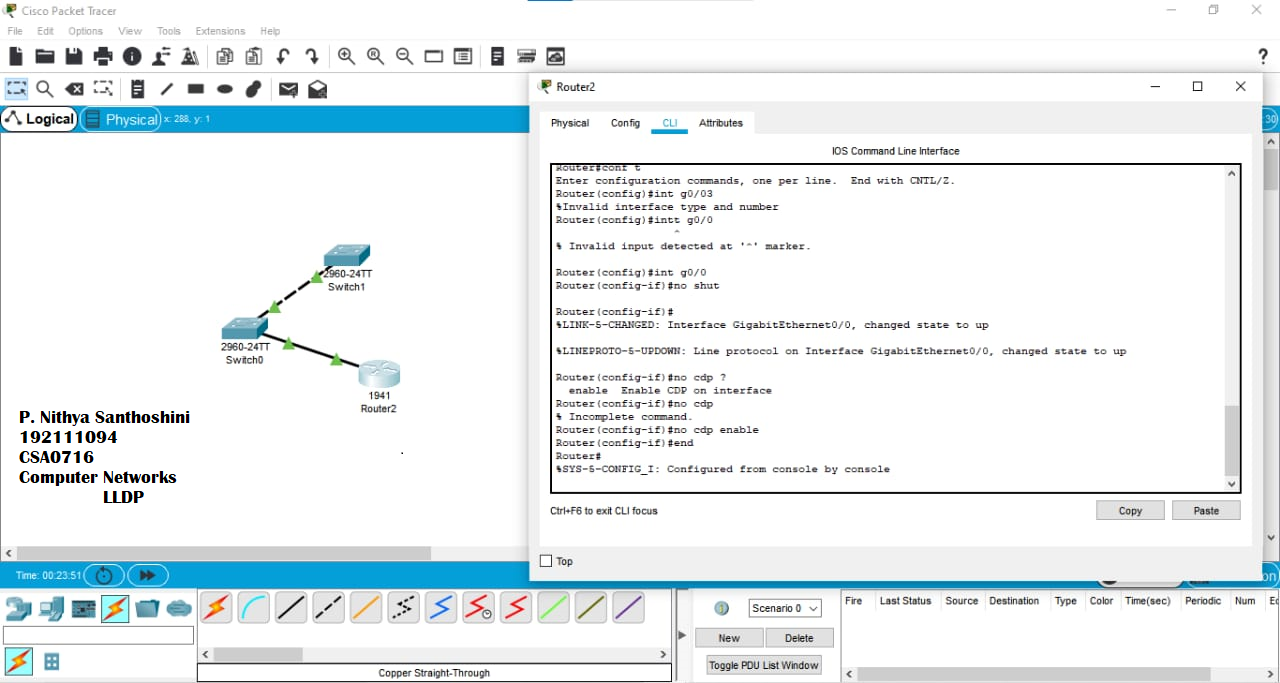 Cisco Packet Tracer
File Edit Options View Tools Extensions Help
?
Logical Physical x: 288, y: 1
:30
2960-24TT
Switch1
2960-24TT
Switch0
1941
Router2
P. Nithya Santhoshini
192111094
CSA0716
Computer Networks
LLDP
Router2
Physical Config CLI Attributes
IOS Command Line Interface
Router#conf t
Enter configuration commands, one per line.  End with CNTL/Z.
Router(config)#int g0/03
%Invalid interface type and number
Router(config)#intt g0/0
^
% Invalid input detected at '^' marker.
Router(config)#int g0/0
Router(config-if)#no shut
Router(config-if)#
%LINK-5-CHANGED: Interface GigabitEthernet0/0, changed state to up
%LINEPROTO-5-UPDOWN: Line protocol on Interface GigabitEthernet0/0, changed state to up
Router(config-if)#no cdp ?
enable  Enable CDP on interface
Router(config-if)#no cdp
% Incomplete command.
Router(config-if)#no cdp enable
Router(config-if)#end
Router#
%SYS-5-CONFIG_I: Configured from console by console
Ctrl+F6 to exit CLI focus
Copy Paste
Top
Time: 00:23:51
on
Scenario 0
New Delete
Toggle PDU List Window
Fire Last Status Source Destination Type Color Time(sec) Periodic Num Ed
Copper Straight-Through